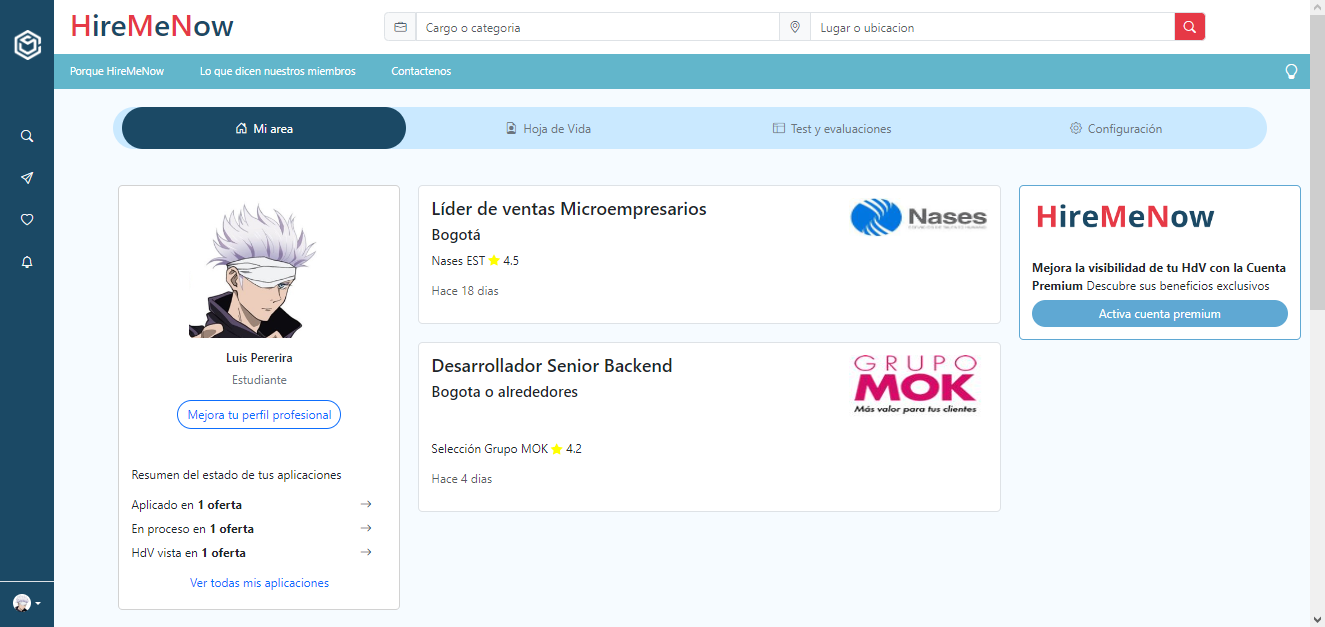 HireMeNow
Cargo o categoria
Lugar o ubicacion
Porque HireMeNow
Lo que dicen nuestros miembros
Contactenos
Mi area
Hoja de Vida
Test y evaluaciones
Configuración
Luis Pererira
Estudiante
Mejora tu perfil profesional
Resumen del estado de tus aplicaciones
Aplicado en 1 oferta
En proceso en 1 oferta
HdV vista en 1 oferta
Ver todas mis aplicaciones
Líder de ventas Microempresarios
Bogotá
Nases EST 4.5
Hace 18 dias
Nases
Desarrollador Senior Backend
Bogota o alrededores
Selección Grupo MOK 4.2
Hace 4 dias
GRUPO
MOK
Más valor para tus clientes
HireMeNow
Mejora la visibilidad de tu HdV con la Cuenta
Premium Descubre sus beneficios exclusivos
Activa cuenta premium